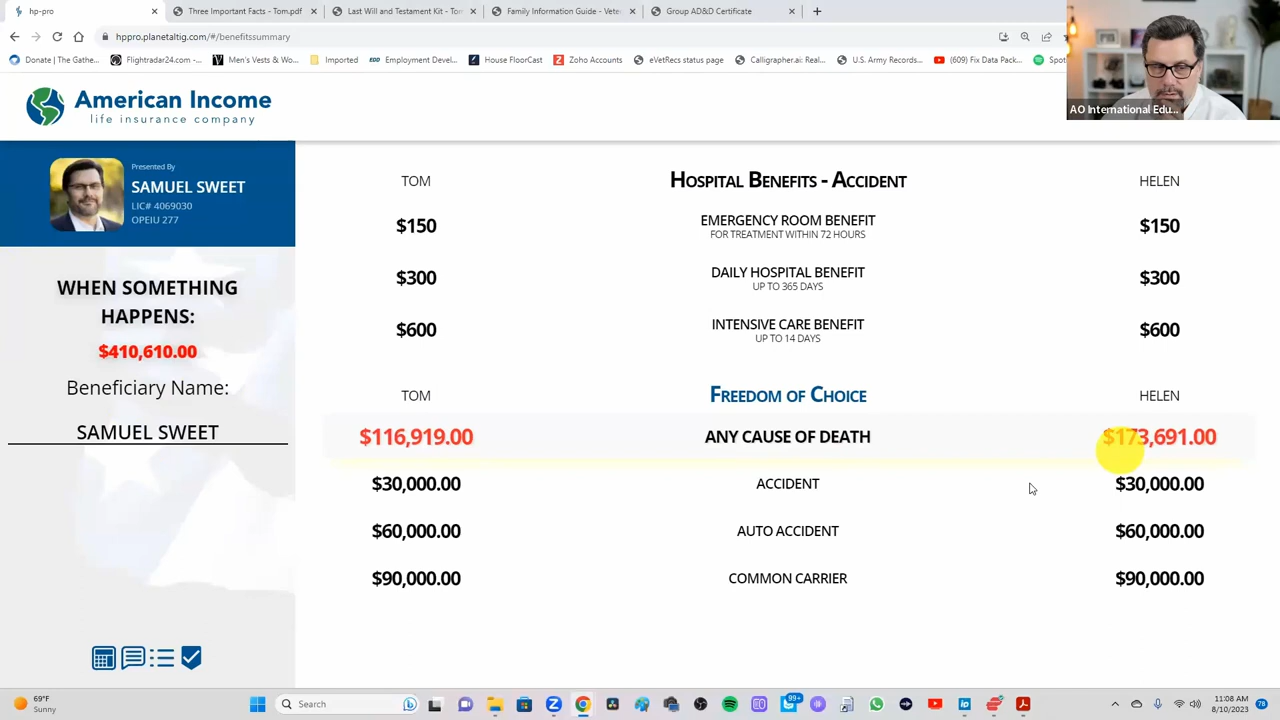 hp-pro
Three Important Facts - Tom.pdf
Last Will and Testament - Kit - Tom
Family Information Guide - Veter
Group AD&D Certificate
hppro.planetaltig.com/#/benefitssummary
Donate | The Gathe...
Flightradar24.com -...
Men's Vests & Wo...
Imported
EDD Employment Devel...
House FloorCast
Zoho Accounts
eVetRecs status page
Calligrapher.ai: Real...
U.S. Army Records...
(609) Fix Data Pack...
Spot
AO International Edu...
American Income
life insurance company
Presented By
SAMUEL SWEET
LIC# 4069030
OPEIU 277
WHEN SOMETHING
HAPPENS:
$410,610.00
Beneficiary Name:
SAMUEL SWEET
TOM HOSPITAL BENEFITS - ACCIDENT HELEN
$150 EMERGENCY ROOM BENEFIT $150
FOR TREATMENT WITHIN 72 HOURS
$300 DAILY HOSPITAL BENEFIT $300
UP TO 365 DAYS
$600 INTENSIVE CARE BENEFIT $600
UP TO 14 DAYS
TOM FREEDOM OF CHOICE HELEN
$116,919.00 ANY CAUSE OF DEATH $173,691.00
$30,000.00 ACCIDENT $30,000.00
$60,000.00 AUTO ACCIDENT $60,000.00
$90,000.00 COMMON CARRIER $90,000.00
69°F
Sunny
Search
99+
11:08 AM
8/10/2023
78